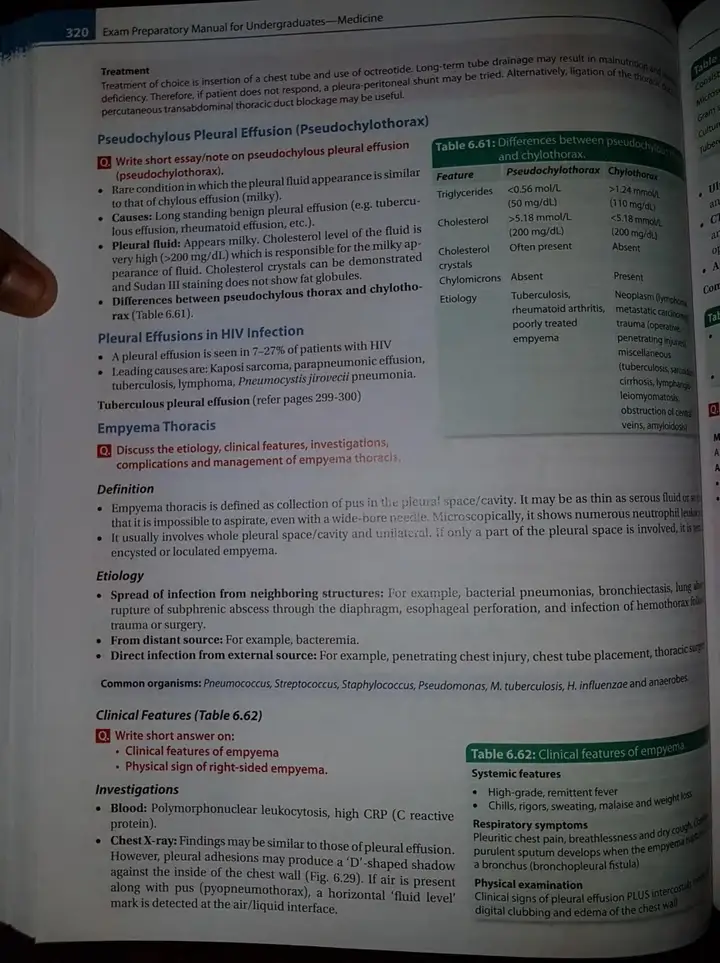 320 Exam Preparatory Manual for Undergraduates—Medicine
Treatment
Treatment of choice is insertion of a chest tube and use of octreotide. Long-term tube drainage may result in malnutrition and
deficiency. Therefore, if patient does not respond, a pleura-peritoneal shunt may be tried. Alternatively, ligation of the thoracic
percutaneous transabdominal thoracic duct blockage may be useful.
Pseudochylous Pleural Effusion (Pseudochylothorax)
Q. Write short essay/note on pseudochylous pleural effusion
(pseudochylothorax).
• Rare condition in which the pleural fluid appearance is similar
to that of chylous effusion (milky).
• Causes: Long standing benign pleural effusion (e.g. tubercu-
lous effusion, rheumatoid effusion, etc.).
• Pleural fluid: Appears milky. Cholesterol level of the fluid is
very high (>200 mg/dL) which is responsible for the milky ap-
pearance of fluid. Cholesterol crystals can be demonstrated
and Sudan III staining does not show fat globules.
• Differences between pseudochylous thorax and chylotho-
rax (Table 6.61).
Pleural Effusions in HIV Infection
• A pleural effusion is seen in 7–27% of patients with HIV
• Leading causes are: Kaposi sarcoma, parapneumonic effusion,
tuberculosis, lymphoma, Pneumocystis jirovecii pneumonia.
Tuberculous pleural effusion (refer pages 299-300)
Table 6.61: Differences between pseudochylothorax
and chylothorax.
Feature Pseudochylothorax Chylothorax
Triglycerides <0.56 mol/L >1.24 mmol/L
(50 mg/dL) (110 mg/dL)
Cholesterol >5.18 mmol/L <5.18 mmol/L
(200 mg/dL) (200 mg/dL)
Cholesterol Often present Absent
crystals
Chylomicrons Absent Present
Etiology Tuberculosis, Neoplasm (lymphoma,
rheumatoid arthritis, metastatic carcinoma)
poorly treated trauma (operative,
empyema penetrating injuries)
miscellaneous
(tuberculosis, sarcoidosis
cirrhosis, lymphangio
leiomyomatosis,
obstruction of central
veins, amyloidosis)
Empyema Thoracis
Q. Discuss the etiology, clinical features, investigations,
complications and management of empyema thoracis.
Definition
• Empyema thoracis is defined as collection of pus in the pleural space/cavity. It may be as thin as serous fluid or so
that it is impossible to aspirate, even with a wide-bore needle. Microscopically, it shows numerous neutrophil
• It usually involves whole pleural space/cavity and unilateral. If only a part of the pleural space is involved, it is
encysted or loculated empyema.
Etiology
• Spread of infection from neighboring structures: For example, bacterial pneumonias, bronchiectasis, lung
rupture of subphrenic abscess through the diaphragm, esophageal perforation, and infection of hemothorax
trauma or surgery.
• From distant source: For example, bacteremia.
• Direct infection from external source: For example, penetrating chest injury, chest tube placement, thoracic
Common organisms: Pneumococcus, Streptococcus, Staphylococcus, Pseudomonas, M. tuberculosis, H. influenzae and anaerobes.
Clinical Features (Table 6.62)
Q. Write short answer on:
• Clinical features of empyema
• Physical sign of right-sided empyema.
Investigations
• Blood: Polymorphonuclear leukocytosis, high CRP (C reactive
protein).
• Chest X-ray: Findings may be similar to those of pleural effusion.
However, pleural adhesions may produce a 'D'-shaped shadow
against the inside of the chest wall (Fig. 6.29). If air is present
along with pus (pyopneumothorax), a horizontal 'fluid level'
mark is detected at the air/liquid interface.
Table 6.62: Clinical features of empyema.
Systemic features
• High-grade, remittent fever
• Chills, rigors, sweating, malaise and weight loss
Respiratory symptoms
Pleuritic chest pain, breathlessness and dry cough.
purulent sputum develops when the empyema
a bronchus (bronchopleural fistula)
Physical examination
Clinical signs of pleural effusion PLUS intercostal
digital clubbing and edema of the chest wall